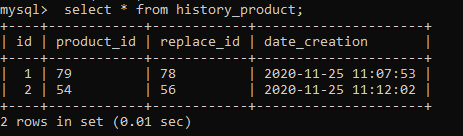 mysql>  select * from history_product;
+----+------------+------------+---------------------+
| id | product_id | replace_id | date_creation       |
+----+------------+------------+---------------------+
|  1 | 79         | 78         | 2020-11-25 11:07:53 |
|  2 | 54         | 56         | 2020-11-25 11:12:02 |
+----+------------+------------+---------------------+
2 rows in set (0.01 sec)